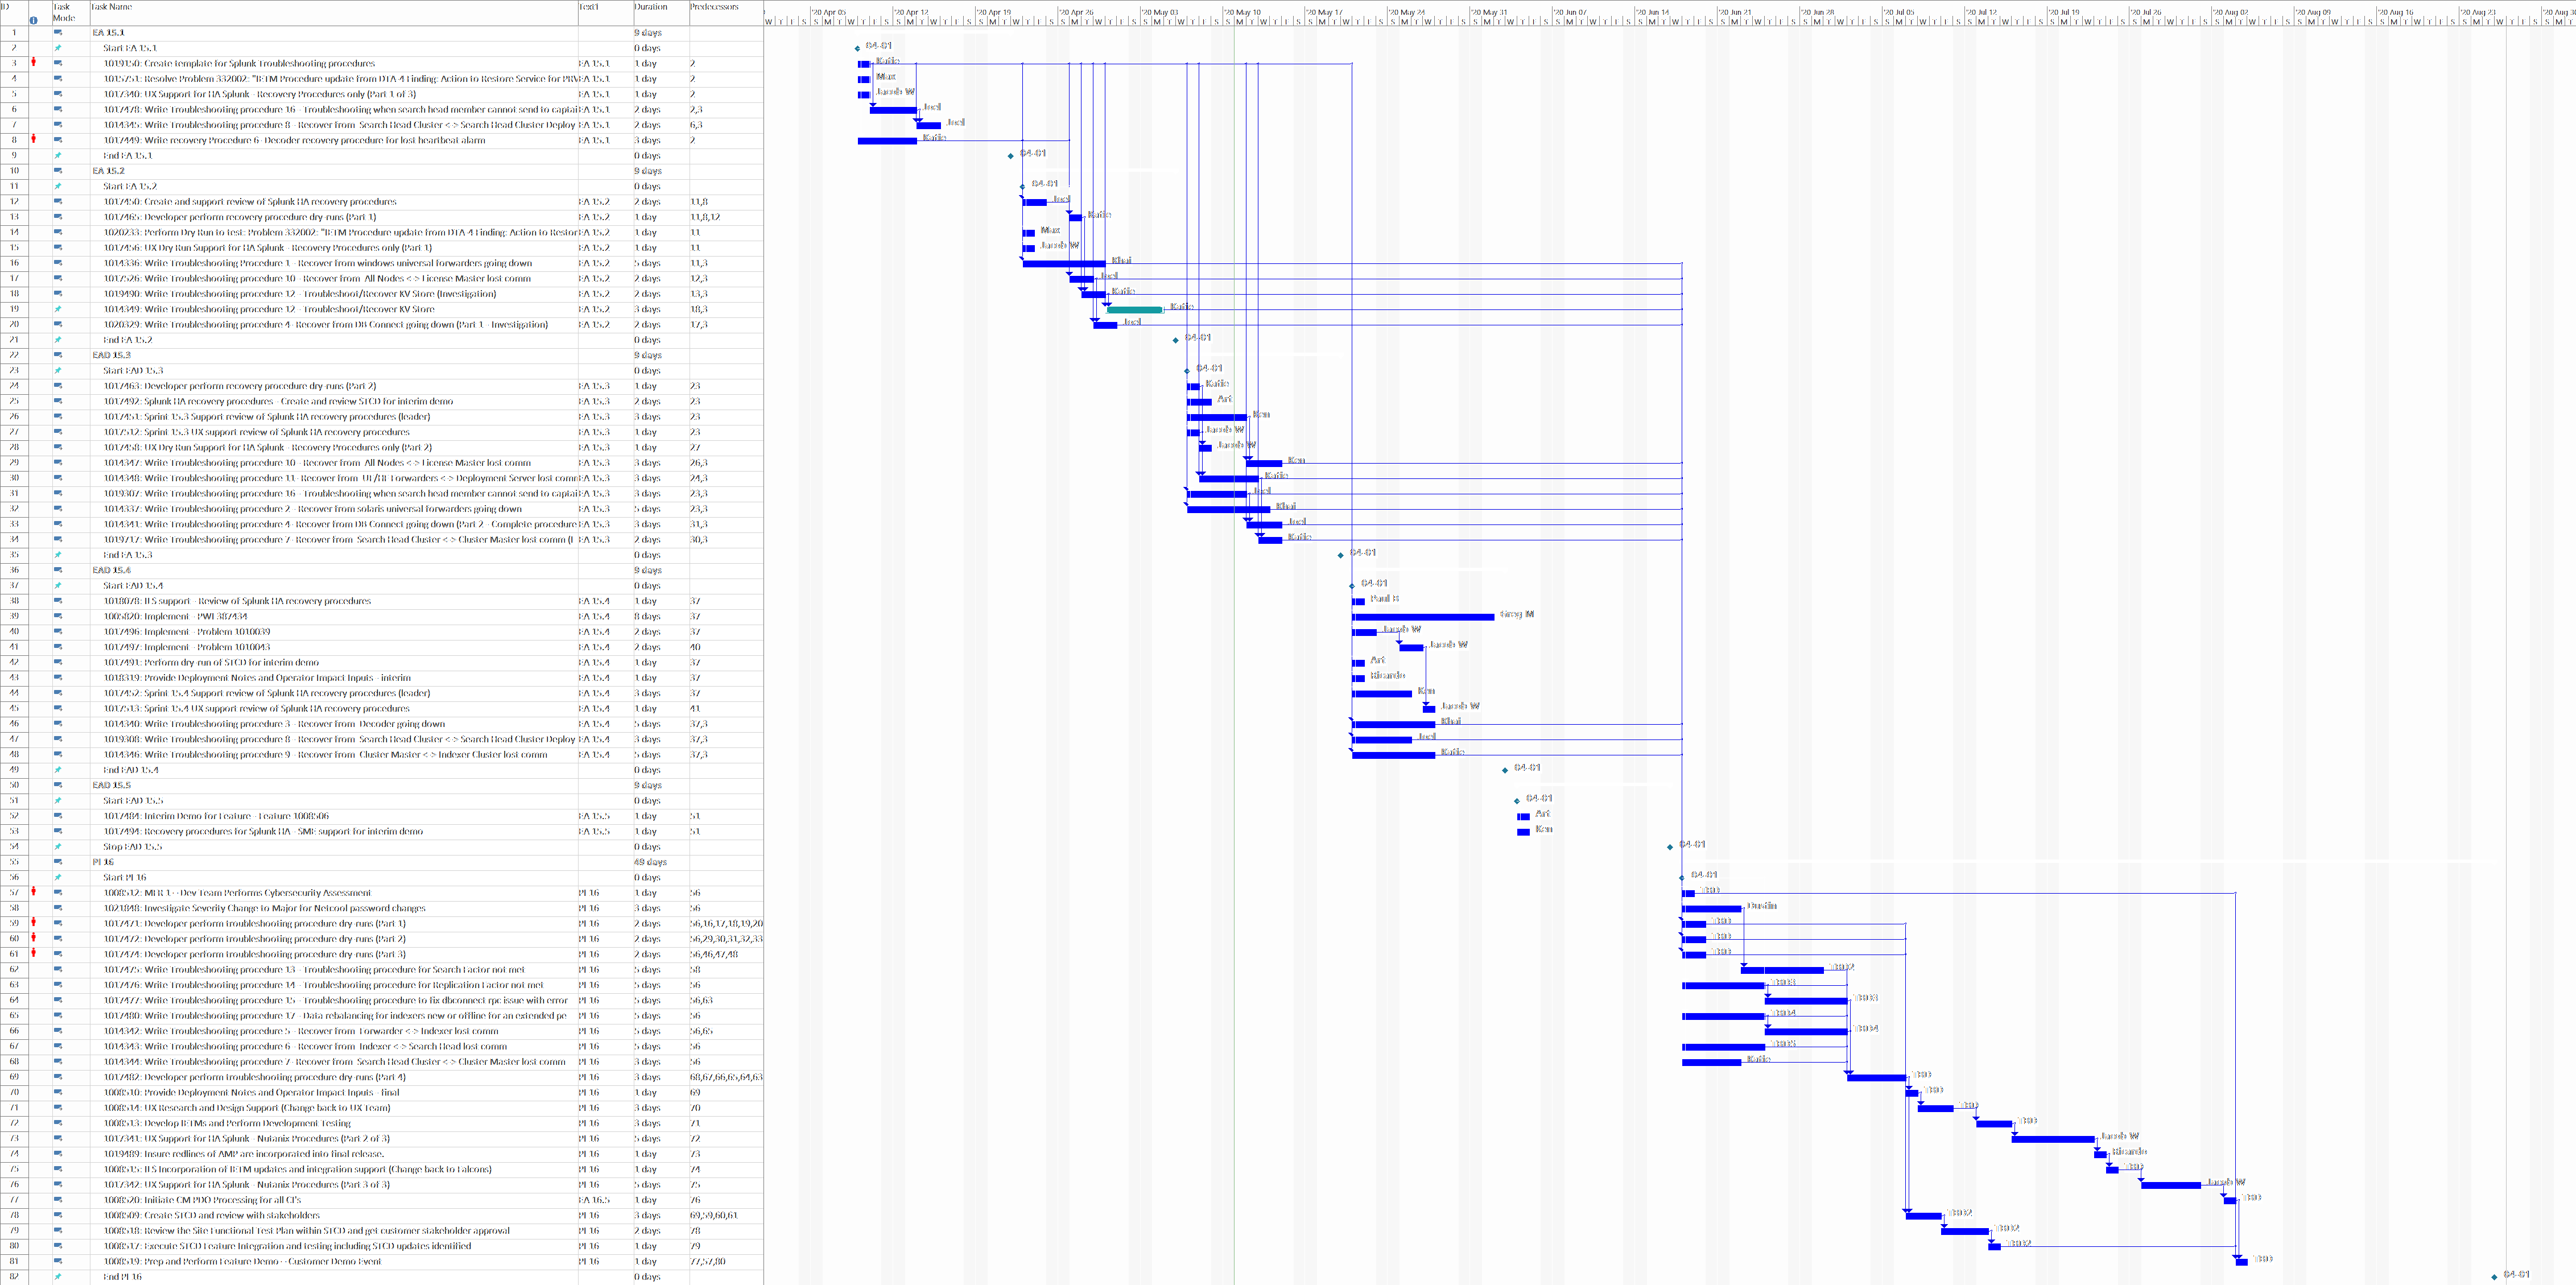 ID Task Mode Task Name Text1 Duration Predecessors
'20 Apr 05 '20 Apr 12 '20 Apr 19 '20 Apr 26 '20 May 03 '20 May 10 '20 May 17 '20 May 24 '20 May 31 '20 Jun 07 '20 Jun 14 '20 Jun 21 '20 Jun 28 '20 Jul 05 '20 Jul 12 '20 Jul 19 '20 Jul 26 '20 Aug 02 '20 Aug 09 '20 Aug 16 '20 Aug 23 '20 Aug 30
1 EA 15.1 9 days
2 Start EA 15.1 0 days 04-01
3 1019150: Create template for Splunk Troubleshooting procedures EA 15.1 1 day 2 Katie
4 1015751: Resolve Problem 332002: "IETM Procedure update from DTA-4 Finding: Action to Restore Service for PRV EA 15.1 1 day 2
5 1017340: UX Support for HA Splunk - Recovery Procedures only (Part 1 of 3) EA 15.1 1 day 2 Jacob W
6 1017478: Write Troubleshooting procedure 16 - Troubleshooting when search head member cannot send to captai EA 15.1 2 days 2,3 Joel
7 1014345: Write Troubleshooting procedure 8 - Recover from Search Head Cluster <-> Search Head Cluster Deploy EA 15.1 2 days 6,3 Joel
8 1017449: Write recovery Procedure 6- Decoder recovery procedure for lost heartbeat alarm EA 15.1 3 days 2 Katie
9 End EA 15.1 0 days 04-01
10 EA 15.2 9 days
11 Start EA 15.2 0 days 04-01
12 1017450: Create and support review of Splunk HA recovery procedures EA 15.2 2 days 11,8 Joel
13 1017465: Developer perform recovery procedure dry-runs (Part 1) EA 15.2 1 day 11,8,12 Katie
14 1020233: Perform Dry Run to test: Problem 332002: "IETM Procedure update from DTA-4 Finding: Action to Restor EA 15.2 1 day 11
15 1017456: UX Dry Run Support for HA Splunk - Recovery Procedures only (Part 1) EA 15.2 1 day 11 Jacob W
16 1014336: Write Troubleshooting Procedure 1 - Recover from windows universal forwarders going down EA 15.2 5 days 11,3 Khai
17 1017526: Write Troubleshooting procedure 10 - Recover from All Nodes <-> License Master lost comm EA 15.2 2 days 12,3 Joel
18 1019490: Write Troubleshooting procedure 12 - Troubleshoot/Recover KV Store (Investigation) EA 15.2 2 days 13,3 Katie
19 1014349: Write Troubleshooting procedure 12 - Troubleshoot/Recover KV Store EA 15.2 3 days 18,3 Katie
20 1020329: Write Troubleshooting procedure 4- Recover from DB Connect going down (Part 1 - Investigation) EA 15.2 2 days 17,3 Joel
21 End EA 15.2 0 days 04-01
22 EAD 15.3 9 days
23 Start EAD 15.3 0 days 04-01
24 1017463: Developer perform recovery procedure dry-runs (Part 2) EA 15.3 1 day 23 Katie
25 1017492: Splunk HA recovery procedures - Create and review STCD for interim demo EA 15.3 2 days 23 Art
26 1017451: Sprint 15.3 Support review of Splunk HA recovery procedures (leader) EA 15.3 3 days 23 Ken
27 1017512: Sprint 15.3 UX support review of Splunk HA recovery procedures EA 15.3 1 day 23 Jacob W
28 1017458: UX Dry Run Support for HA Splunk - Recovery Procedures only (Part 2) EA 15.3 1 day 27 Jacob W
29 1014347: Write Troubleshooting procedure 10 - Recover from All Nodes <-> License Master lost comm EA 15.3 3 days 26,3 Ken
30 1014348: Write Troubleshooting procedure 11- Recover from UF/HF Forwarders <-> Deployment Server lost comm EA 15.3 3 days 24,3 Katie
31 1019307: Write Troubleshooting procedure 16 - Troubleshooting when search head member cannot send to captai EA 15.3 3 days 23,3 Joel
32 1014337: Write Troubleshooting procedure 2 - Recover from solaris universal forwarders going down EA 15.3 5 days 23,3 Khai
33 1014341: Write Troubleshooting procedure 4- Recover from DB Connect going down (Part 2 - Complete procedure EA 15.3 3 days 31,3 Joel
34 1019717: Write Troubleshooting procedure 7- Recover from Search Head Cluster <-> Cluster Master lost comm (I EA 15.3 2 days 30,3 Katie
35 End EA 15.3 0 days 04-01
36 EAD 15.4 9 days
37 Start EAD 15.4 0 days 04-01
38 1018078: ILS support - Review of Splunk HA recovery procedures EA 15.4 1 day 37
39 1005820: Implement - PWI 387434 EA 15.4 8 days 37 Greg M
40 1017496: Implement - Problem 1010039 EA 15.4 2 days 37 Jacob W
41 1017497: Implement - Problem 1010043 EA 15.4 2 days 40 Jacob W
42 1017491: Perform dry-run of STCD for interim demo EA 15.4 1 day 37 Art
43 1018319: Provide Deployment Notes and Operator Impact Inputs - interim EA 15.4 1 day 37 Ricardo
44 1017452: Sprint 15.4 Support review of Splunk HA recovery procedures (leader) EA 15.4 3 days 37 Ken
45 1017513: Sprint 15.4 UX support review of Splunk HA recovery procedures EA 15.4 1 day 41 Jacob W
46 1014340: Write Troubleshooting procedure 3 - Recover from Decoder going down EA 15.4 5 days 37,3 Khai
47 1019308: Write Troubleshooting procedure 8 - Recover from Search Head Cluster <-> Search Head Cluster Deploy EA 15.4 3 days 37,3 Joel
48 1014346: Write Troubleshooting procedure 9 - Recover from Cluster Master <-> Indexer Cluster lost comm EA 15.4 5 days 37,3 Katie
49 End EAD 15.4 0 days 04-01
50 EAD 15.5 9 days
51 Start EAD 15.5 0 days 04-01
52 1017484: Interim Demo for Feature - Feature 1008506 EA 15.5 1 day 51 Art
53 1017494: Recovery procedures for Splunk HA - SME support for interim demo EA 15.5 1 day 51 Ken
54 Stop EAD 15.5 0 days 04-01
55 PI 16 49 days
56 Start PI 16 0 days 04-01
57 1008512: MFR 1 - -Dev Team Performs Cybersecurity Assessment PI 16 1 day 56
58 1021848: Investigate Severity Change to Major for Netcool password changes PI 16 3 days 56 Dustin
59 1017471: Developer perform troubleshooting procedure dry-runs (Part 1) PI 16 2 days 56,16,17,18,19,20
60 1017472: Developer perform troubleshooting procedure dry-runs (Part 2) PI 16 2 days 56,29,30,31,32,33
61 1017474: Developer perform troubleshooting procedure dry-runs (Part 3) PI 16 2 days 56,46,47,48
62 1017475: Write Troubleshooting procedure 13 - Troubleshooting procedure for Search Factor not met PI 16 5 days 58
63 1017476: Write Troubleshooting procedure 14 - Troubleshooting procedure for Replication Factor not met PI 16 5 days 56
64 1017477: Write Troubleshooting procedure 15 - Troubleshooting procedure to fix dbconnect rpc issue with error PI 16 5 days 56,63
65 1017480: Write Troubleshooting procedure 17 - Data rebalancing for indexers new or offline for an extended pe PI 16 5 days 56
66 1014342: Write Troubleshooting procedure 5 - Recover from Forwarder <-> Indexer lost comm PI 16 5 days 56,65
67 1014343: Write Troubleshooting procedure 6 - Recover from Indexer <-> Search Head lost comm PI 16 5 days 56
68 1014344: Write Troubleshooting procedure 7- Recover from Search Head Cluster <-> Cluster Master lost comm PI 16 3 days 56 Katie
69 1017482: Developer perform troubleshooting procedure dry-runs (Part 4) PI 16 3 days 68,67,66,65,64,63
70 1008510: Provide Deployment Notes and Operator Impact Inputs - final PI 16 1 day 69
71 1008514: UX Research and Design Support (Change back to UX Team) PI 16 3 days 70
72 1008513: Develop IETMs and Perform Development Testing PI 16 3 days 71
73 1017341: UX Support for HA Splunk - Nutanix Procedures (Part 2 of 3) PI 16 5 days 72 Jacob W
74 1019489: Insure redlines of AMP are incorporated into final release. PI 16 1 day 73 Ricardo
75 1008515: ILS Incorporation of IETM updates and integration support (Change back to Falcons) PI 16 1 day 74
76 1017342: UX Support for HA Splunk - Nutanix Procedures (Part 3 of 3) PI 16 5 days 75 Jacob W
77 1008520: Initiate CM PDO Processing for all CI's EA 16.5 1 day 76
78 1008509: Create STCD and review with stakeholders PI 16 3 days 69,59,60,61
79 1008518: Review the Site Functional Test Plan within STCD and get customer stakeholder approval PI 16 2 days 78
80 1008517: Execute STCD Feature Integration and testing including STCD updates identified PI 16 1 day 79
81 1008519: Prep and Perform Feature Demo - -Customer Demo Event PI 16 1 day 77,57,80
82 End PI 16 0 days 04-01